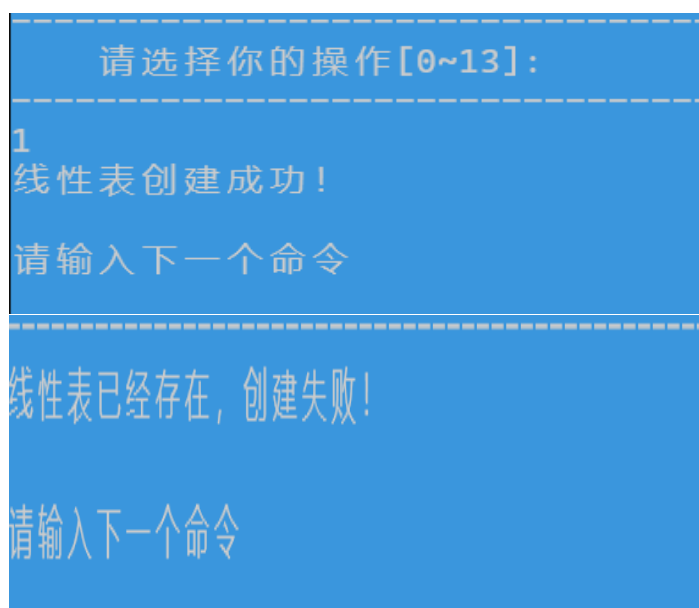 请选择你的操作[0~13]:
1
线性表创建成功!
请输入下一个命令
线性表已经存在, 创建失败!
请输入下一个命令